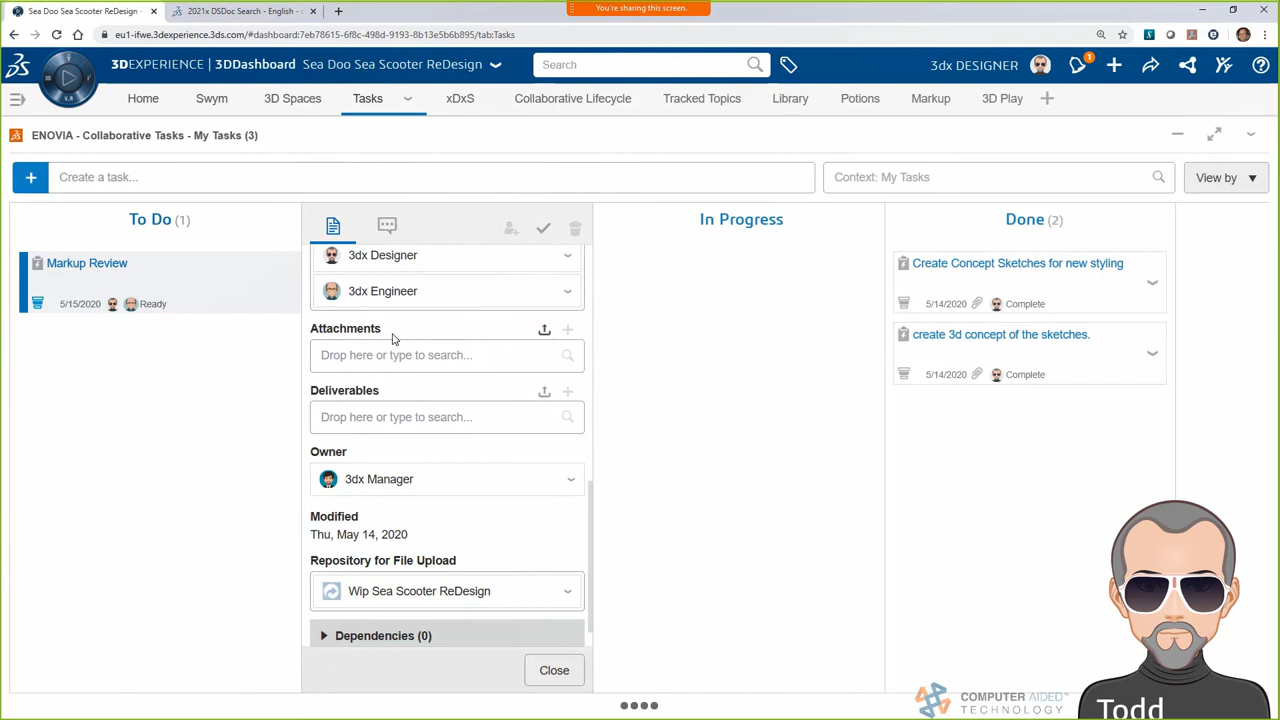 Sea Doo Sea Scooter ReDesign -
2021x DSDoc Search - English - c
You're sharing this screen.
eu1-ifwe.3dexperience.3ds.com/#dashboard:7eb78615-6f8c-498d-9193-8b13e5b6b895/tab:Tasks
3DEXPERIENCE | 3DDashboard Sea Doo Sea Scooter ReDesign
Search
3dx DESIGNER
1
V.R
Home Swym 3D Spaces Tasks xDxS Collaborative Lifecycle Tracked Topics Library Potions Markup 3D Play
ENOVIA - Collaborative Tasks - My Tasks (3)
Create a task...
Context: My Tasks
View by
To Do (1)
Markup Review
5/15/2020 Ready
3dx Designer
3dx Engineer
Attachments
Drop here or type to search...
Deliverables
Drop here or type to search...
Owner
3dx Manager
Modified
Thu, May 14, 2020
Repository for File Upload
Wip Sea Scooter ReDesign
Dependencies (0)
Close
In Progress
Done (2)
Create Concept Sketches for new styling
5/14/2020 Complete
create 3d concept of the sketches.
5/14/2020 Complete
COMPUTER AIDED™
TECHNOLOGY
Todd